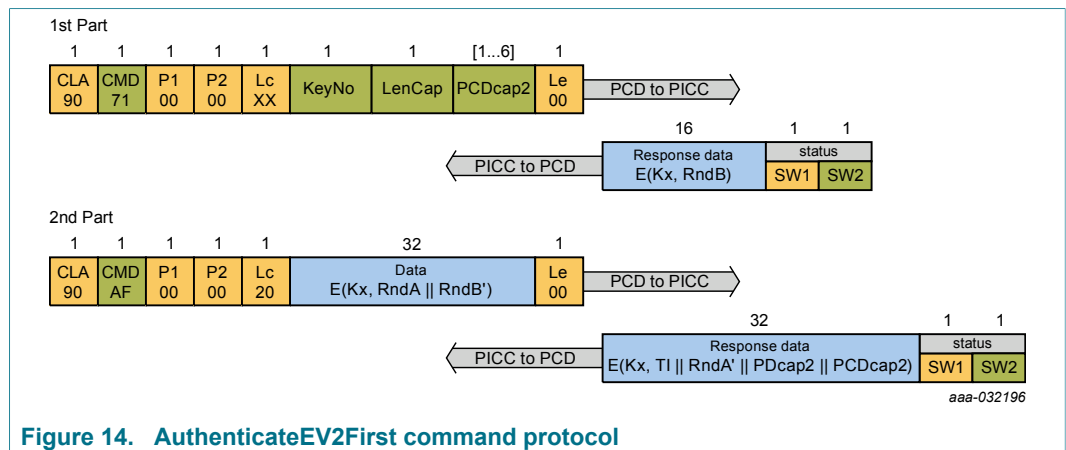 1st Part
1 1 1 1 1 1 1 [1...6] 1
CLA CMD P1 P2 Lc KeyNo LenCap PCDcap2 Le PCD to PICC
90 71 00 00 XX 00
16 1 1
PICC to PCD Response data status
E(Kx, RndB) SW1 SW2
2nd Part
1 1 1 1 1 32 1
CLA CMD P1 P2 Lc Data Le PCD to PICC
90 AF 00 00 20 E(Kx, RndA || RndB') 00
32 1 1
PICC to PCD Response data status
E(Kx, TI || RndA' || PDcap2 || PCDcap2) SW1 SW2
aaa-032196
Figure 14. AuthenticateEV2First command protocol